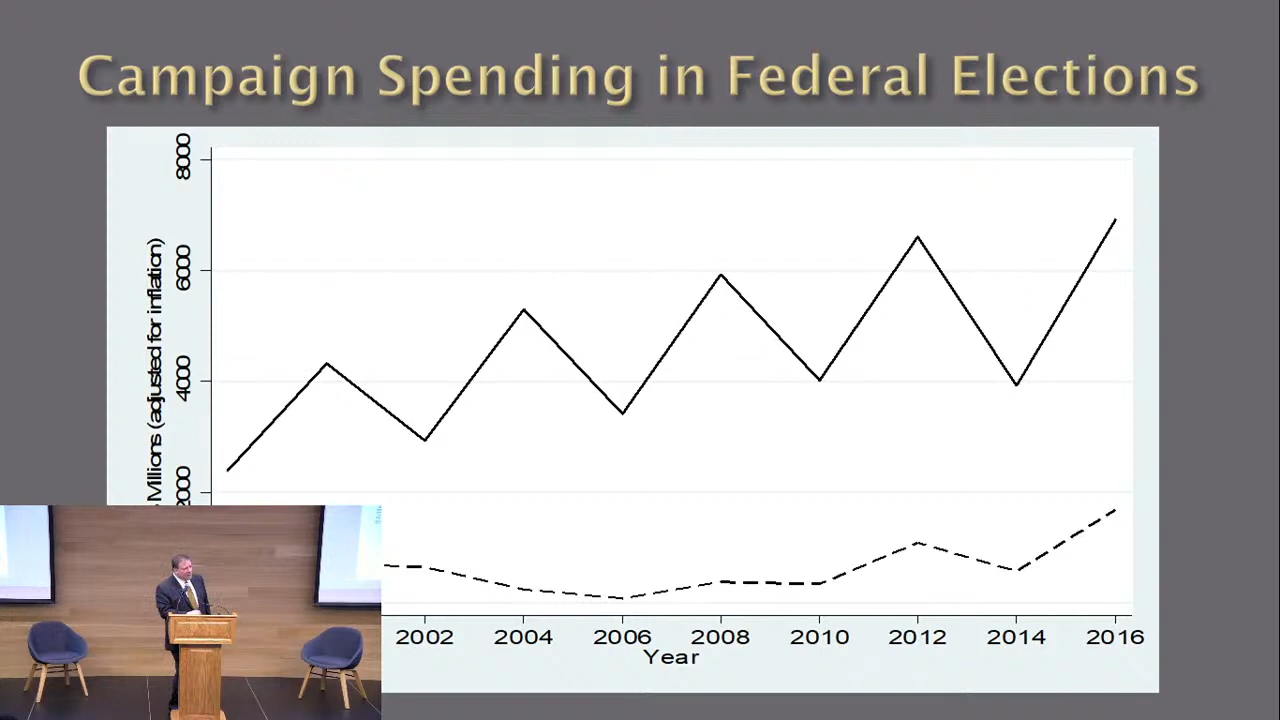 Campaign Spending in Federal Elections
8000
6000
4000
2000
Millions (adjusted for inflation)
2002 2004 2006 2008 2010 2012 2014 2016
Year